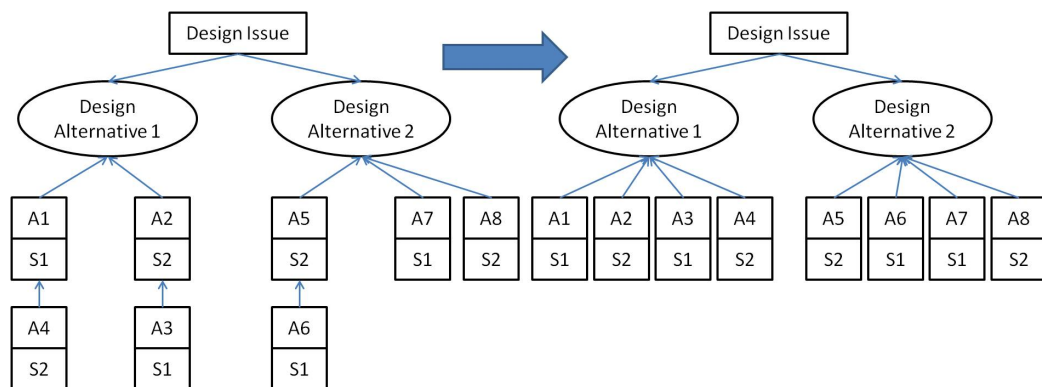 Design Issue
Design
Alternative 1
Design
Alternative 2
A1
S1
A2
S2
A5
S2
A7
S1
A8
S2
A4
S2
A3
S1
A6
S1
Design Issue
Design
Alternative 1
Design
Alternative 2
A1
S1
A2
S2
A3
S1
A4
S2
A5
S2
A6
S1
A7
S1
A8
S2